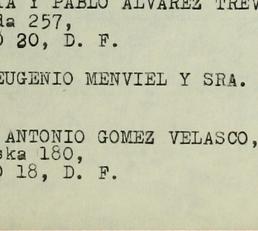 Y PABLO ALVAREZ TREV
da 257,
20, D. F.
EUGENIO MENVIEL Y SRA.
ANTONIO GOMEZ VELASCO,
ska 180,
18, D. F.